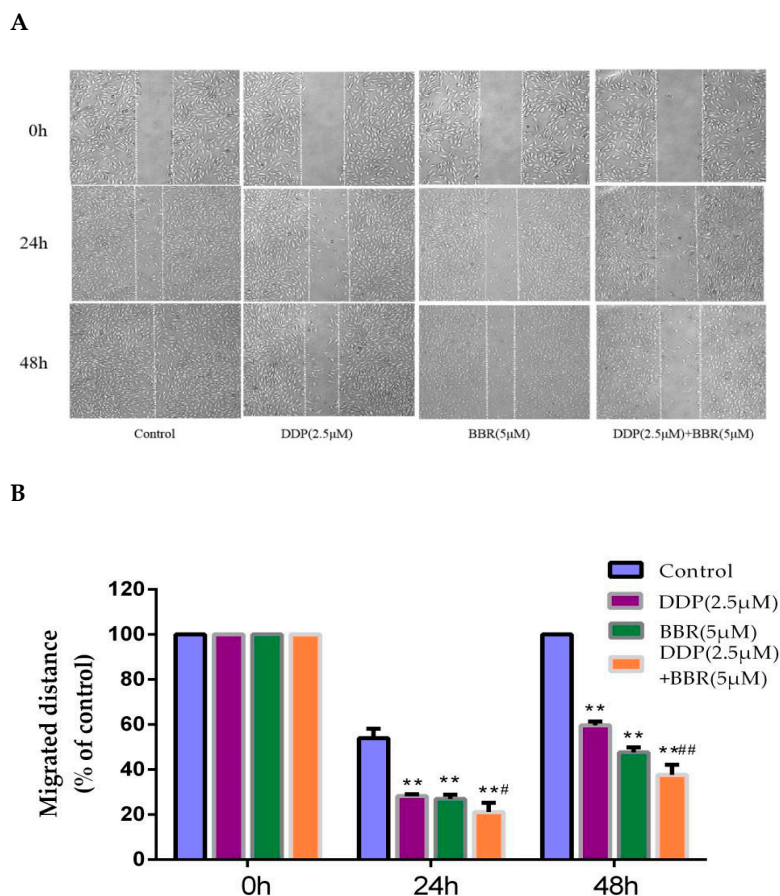 A
0h
24h
48h
Control
DDP(2.5μM)
BBR(5μM)
DDP(2.5μM)+BBR(5μM)
B
Migrated distance
(% of control)
120
100
80
60
40
20
0
Control
DDP(2.5μM)
BBR(5μM)
DDP(2.5μM)
+BBR(5μM)
**
**
**#
**
**
**##
0h
24h
48h